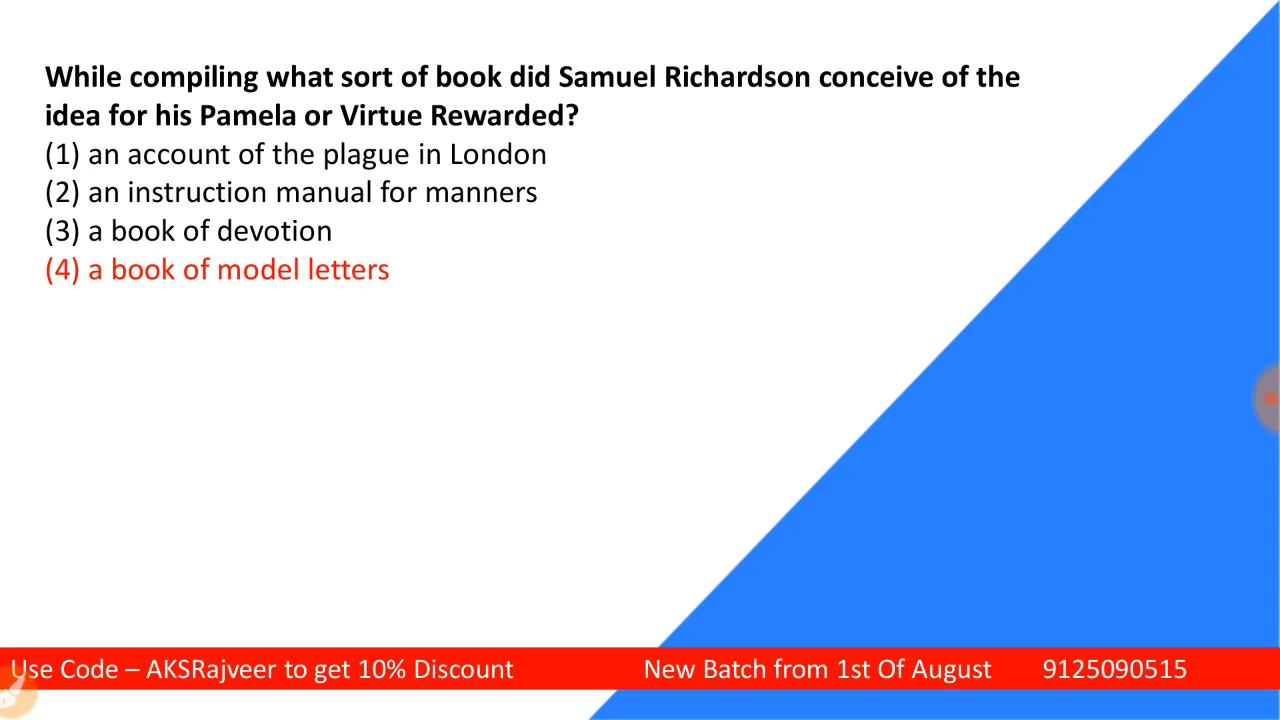 While compiling what sort of book did Samuel Richardson conceive of the
idea for his Pamela or Virtue Rewarded?
(1) an account of the plague in London
(2) an instruction manual for manners
(3) a book of devotion
(4) a book of model letters
Use Code – AKSRajveer to get 10% Discount New Batch from 1st Of August 9125090515